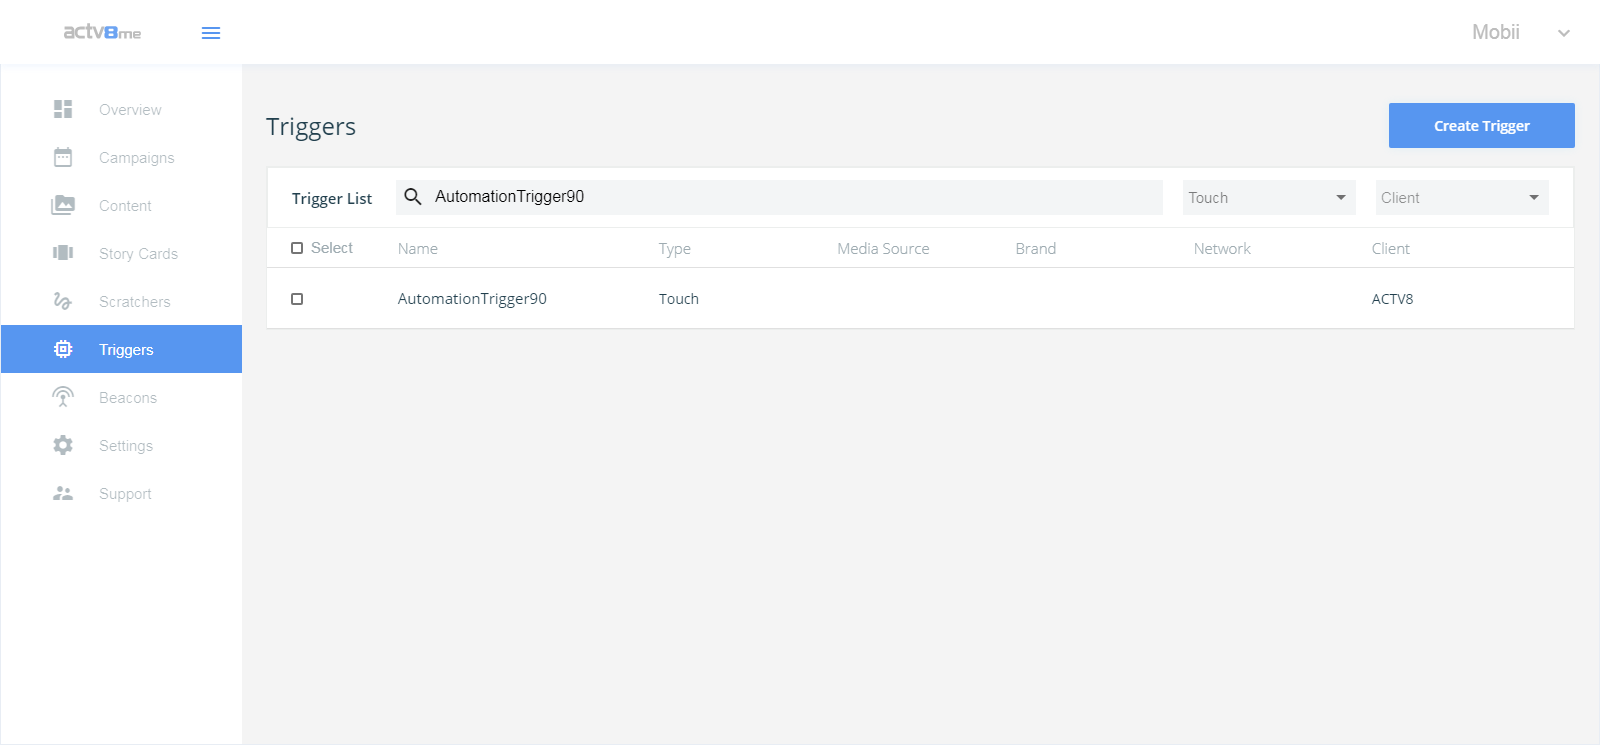 actv8me
Mobii
Overview
Campaigns
Content
Story Cards
Scratchers
Triggers
Beacons
Settings
Support
Triggers
Create Trigger
Trigger List AutomationTrigger90 Touch Client
Select Name Type Media Source Brand Network Client
AutomationTrigger90 Touch ACTV8